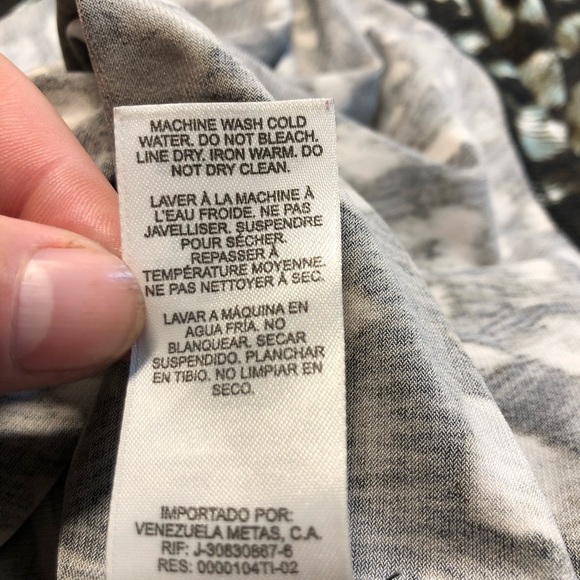 MACHINE WASH COLD
WATER. DO NOT BLEACH.
LINE DRY. IRON WARM. DO
NOT DRY CLEAN.
LAVER À LA MACHINE À
L'EAU FROIDE. NE PAS
JAVELLISER. SUSPENDRE
POUR SÉCHER.
REPASSER À
TEMPÉRATURE MOYENNE.
NE PAS NETTOYER À SEC.
LAVAR A MÁQUINA EN
AGUA FRÍA. NO
BLANQUEAR. SECAR
SUSPENDIDO. PLANCHAR
EN TIBIO. NO LIMPIAR EN
SECO.
IMPORTADO POR:
VENEZUELA METAS, C.A.
RIF: J-30830867-6
RES: 0000104TI-02